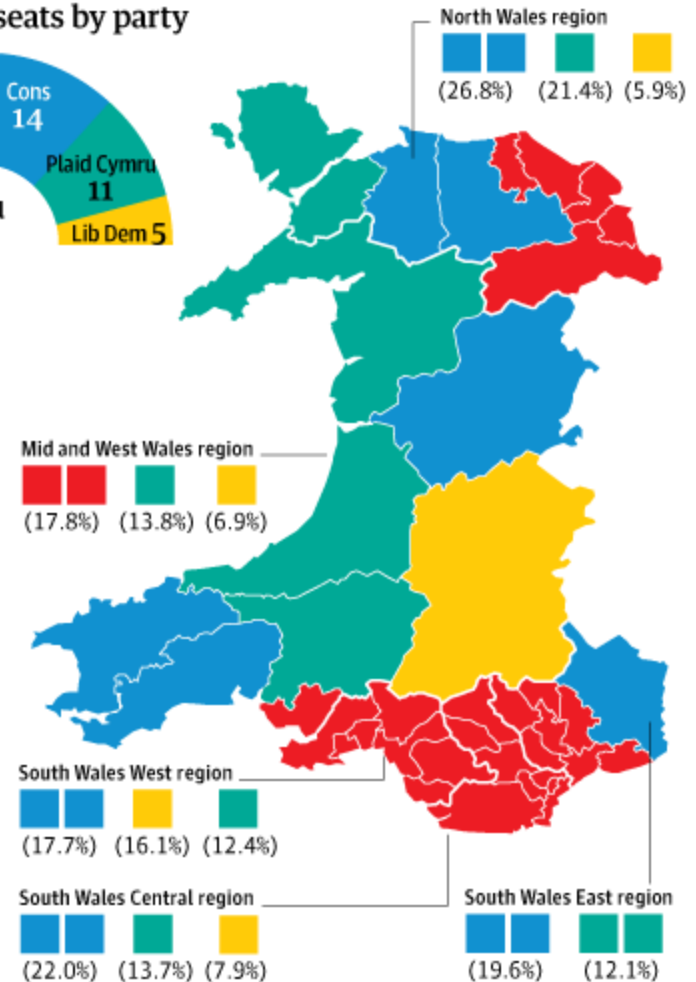 seats by party
Cons
14
Plaid Cymru
11
Lib Dem 5
North Wales region
(26.8%) (21.4%) (5.9%)
Mid and West Wales region
(17.8%) (13.8%) (6.9%)
South Wales West region
(17.7%) (16.1%) (12.4%)
South Wales Central region
(22.0%) (13.7%) (7.9%)
South Wales East region
(19.6%) (12.1%)